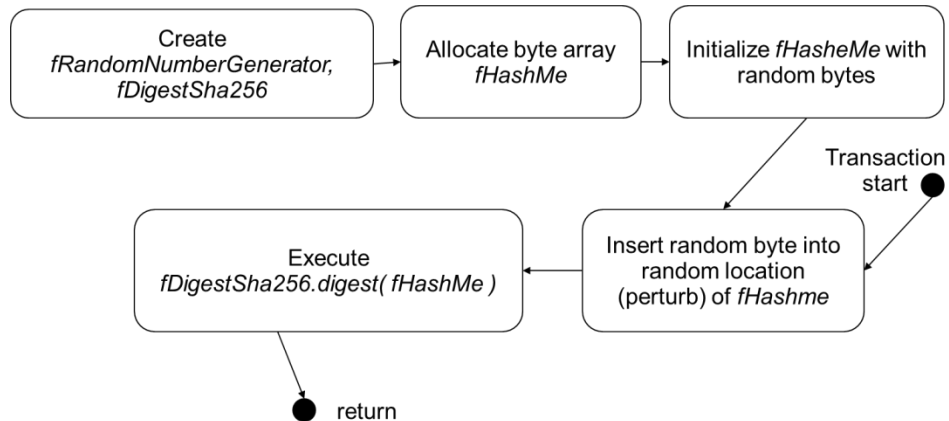 Create
fRandomNumberGenerator,
fDigestSha256
Allocate byte array
fHashMe
Initialize fHasheMe with
random bytes
Transaction
start
Insert random byte into
random location
(perturb) of fHashme
Execute
fDigestSha256.digest( fHashMe )
return